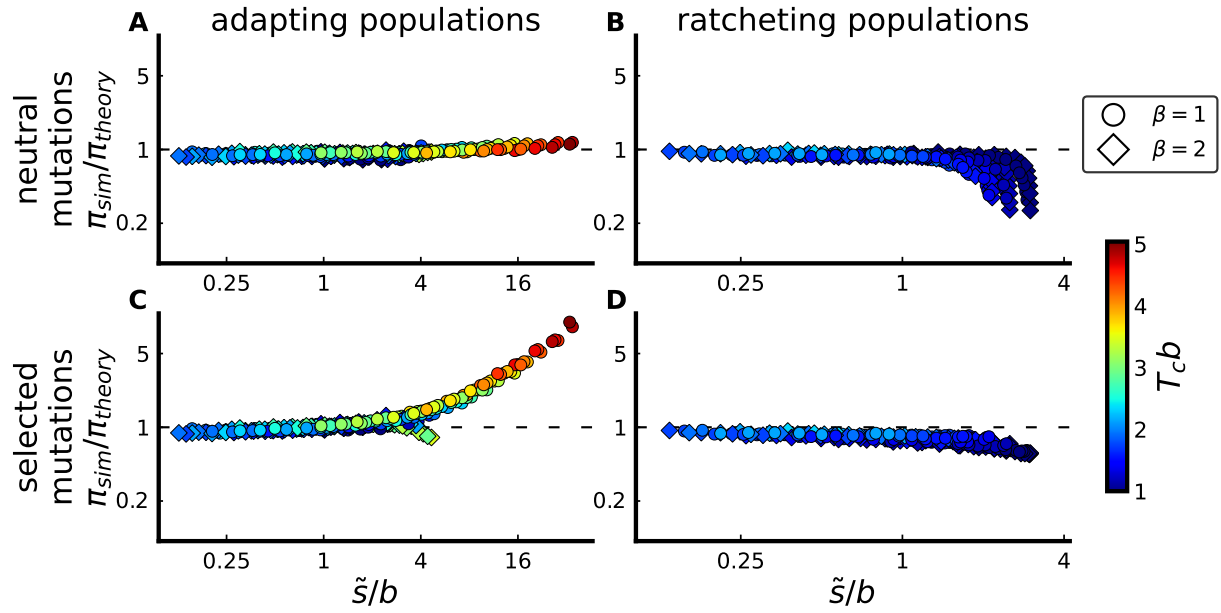 A adapting populations
B ratcheting populations
neutral
mutations
π_sim/π_theory
5
1
0.2
0.25 1 4 16
5
1
0.2
0.25 1 4
β = 1
β = 2
C
D
selected
mutations
π_sim/π_theory
5
1
0.2
0.25 1 4 16
s̃/b
5
1
0.2
0.25 1 4
s̃/b
5
4
3
2
1
T_c b